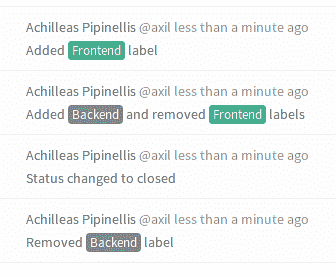 Achilleas Pipinellis @axil less than a minute ago
Added Frontend label
Achilleas Pipinellis @axil less than a minute ago
Added Backend and removed Frontend labels
Achilleas Pipinellis @axil less than a minute ago
Status changed to closed
Achilleas Pipinellis @axil less than a minute ago
Removed Backend label